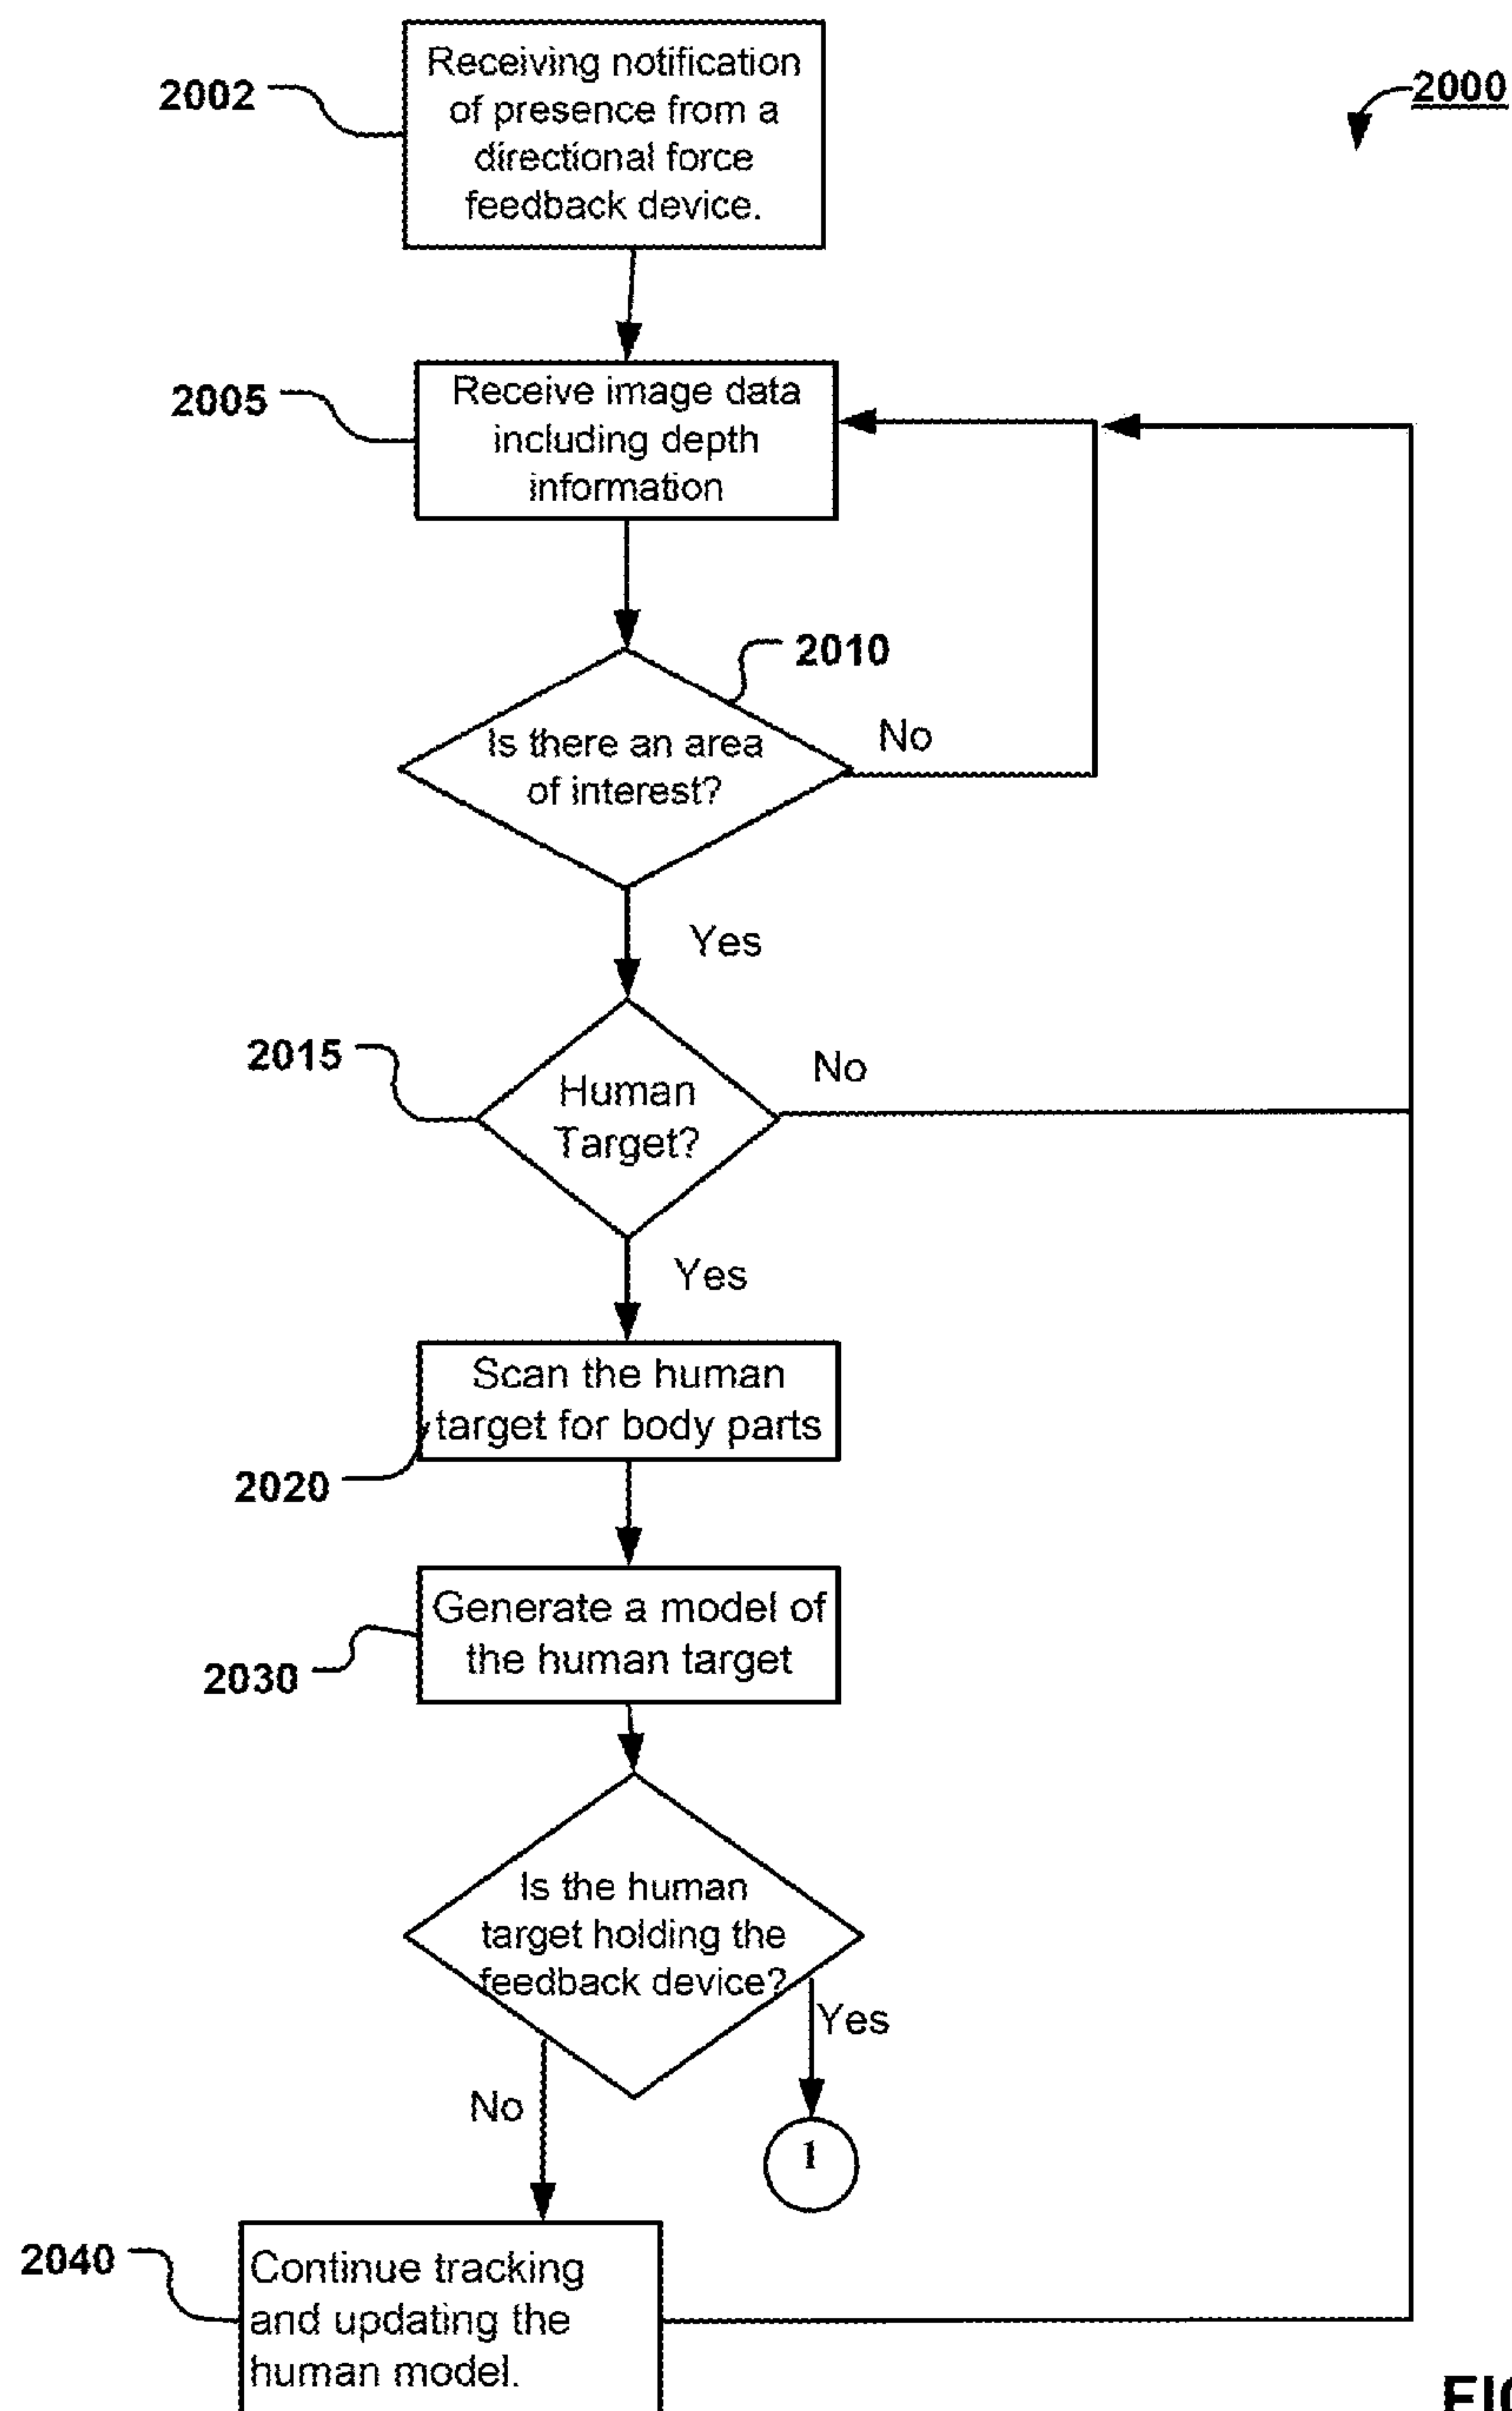 2000
2002
Receiving notification
of presence from a
directional force
feedback device.
2005
Receive image data
including depth
information
2010
Is there an area
of interest?
No
Yes
2015
Human
Target?
No
Yes
Scan the human
target for body parts
2020
Generate a model of
the human target
2030
Is the human
target holding the
feedback device?
Yes
No
1
2040
Continue tracking
and updating the
human model.